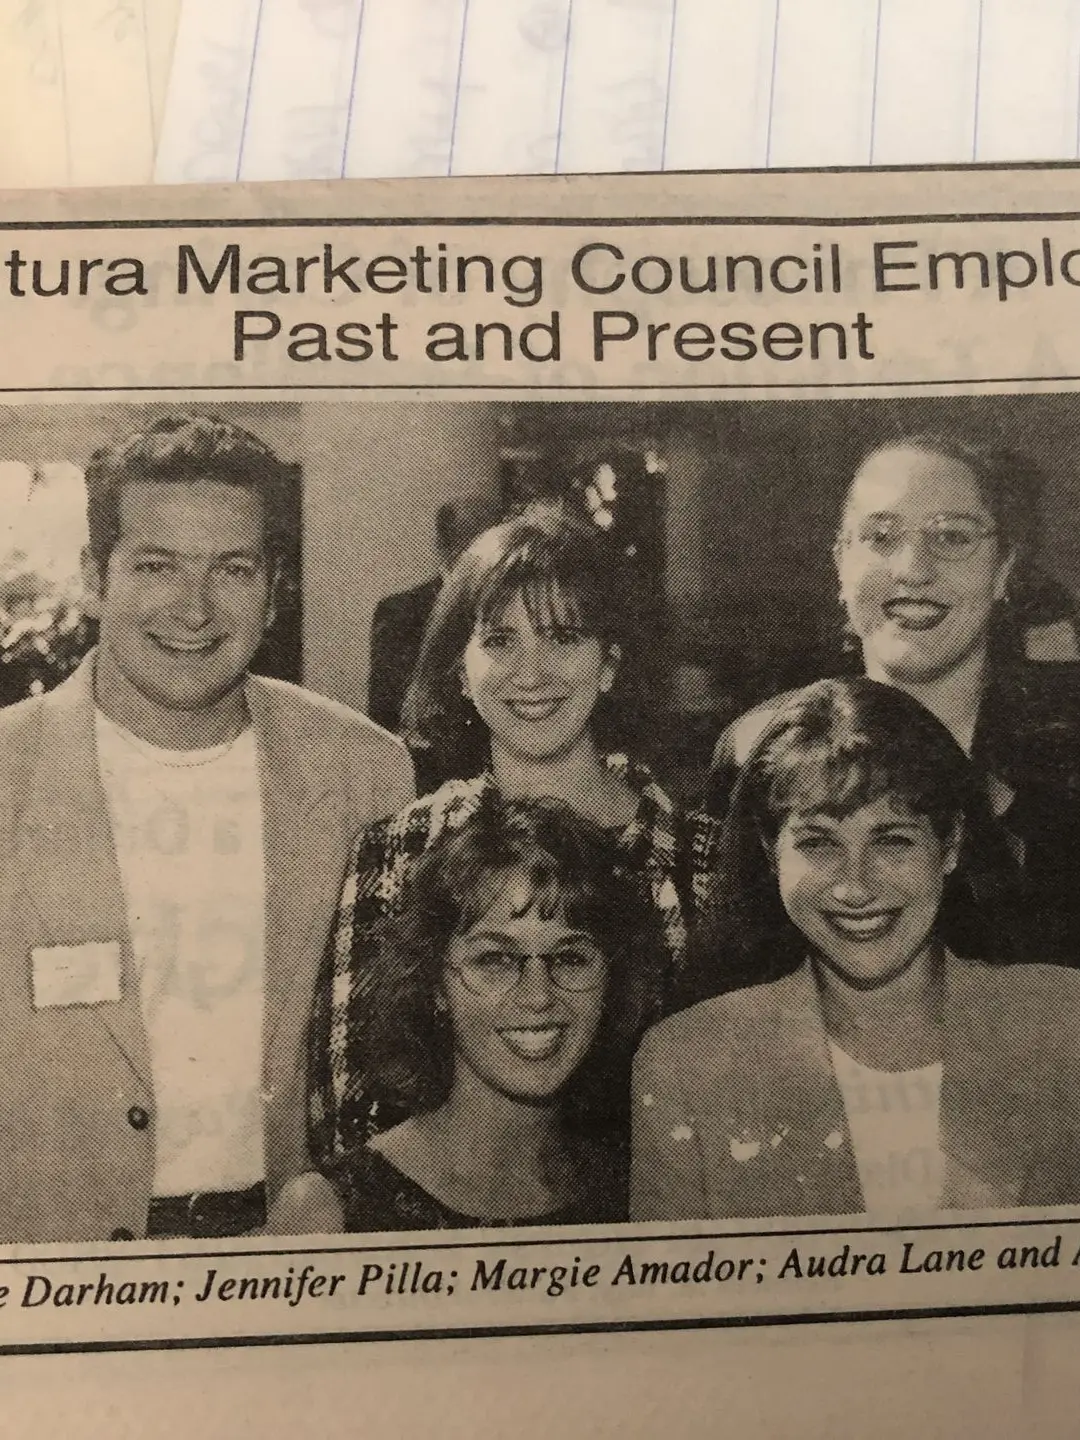 tura Marketing Council Emplo
Past and Present
e Darham; Jennifer Pilla; Margie Amador; Audra Lane and A